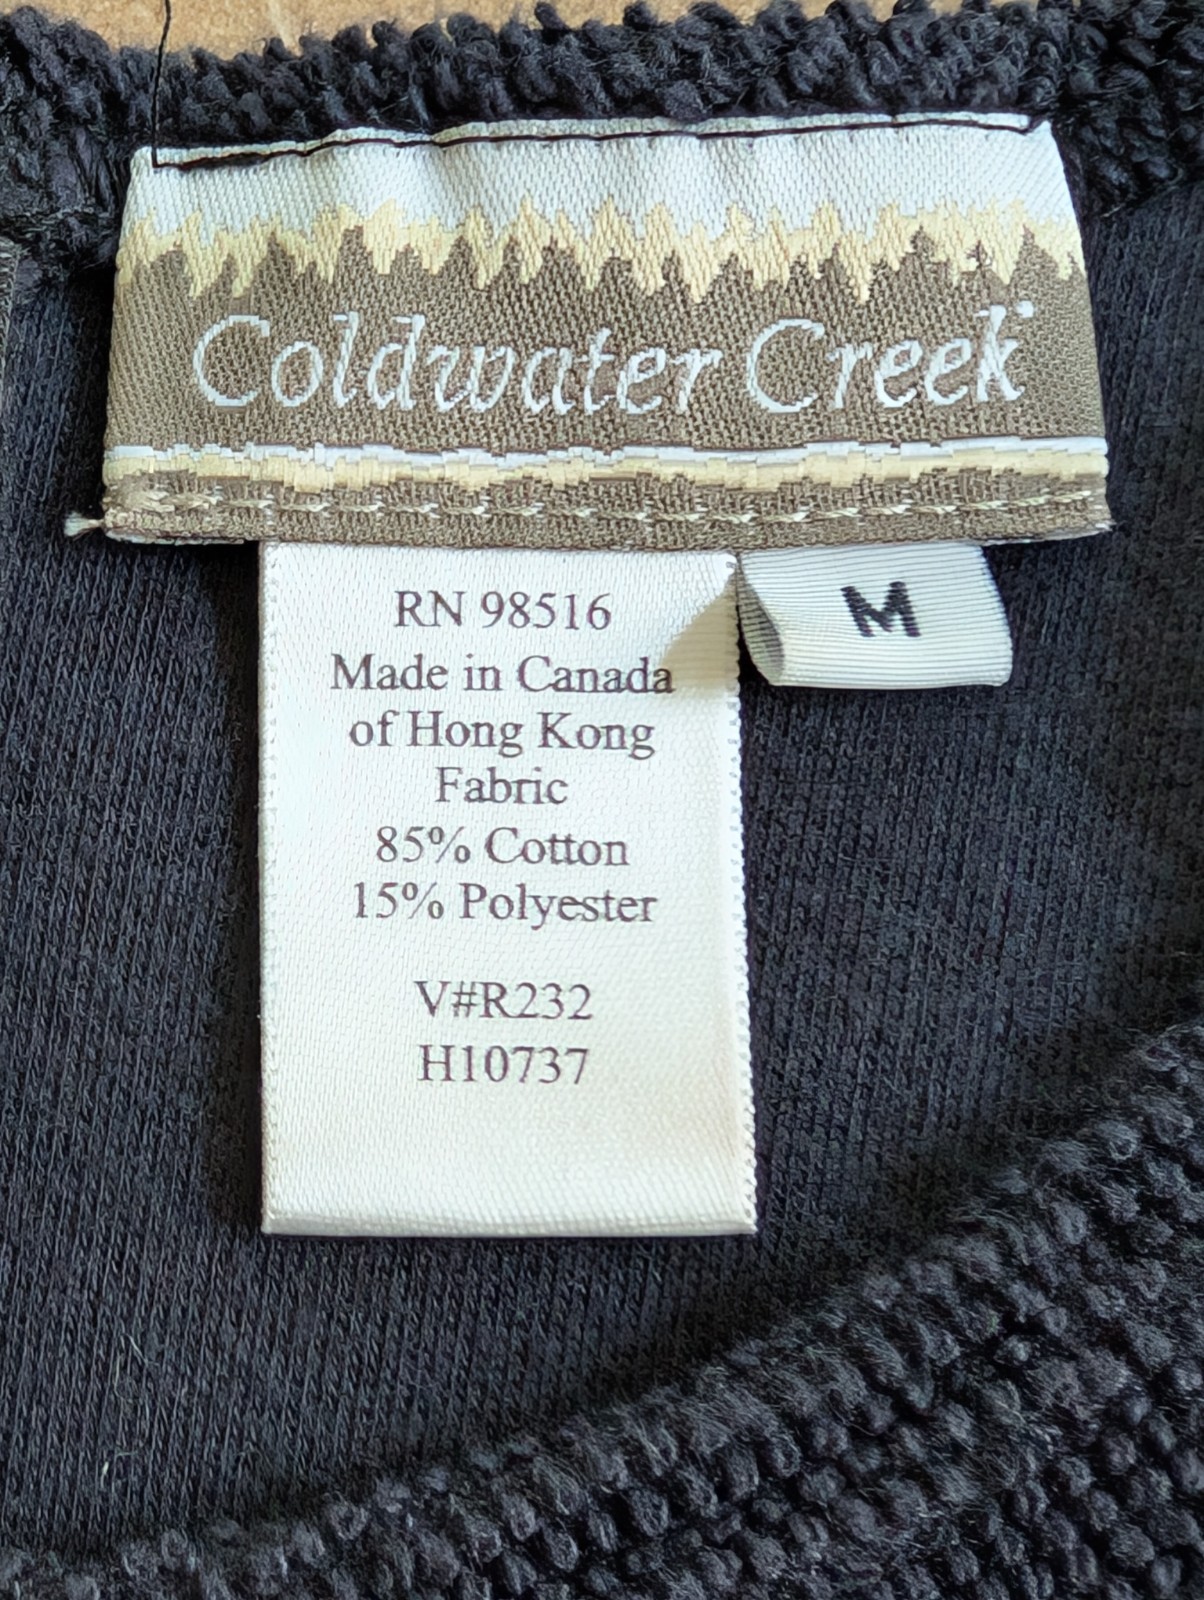 Coldwater Creek
M
RN 98516
Made in Canada
of Hong Kong
Fabric
85% Cotton
15% Polyester
V#R232
H10737